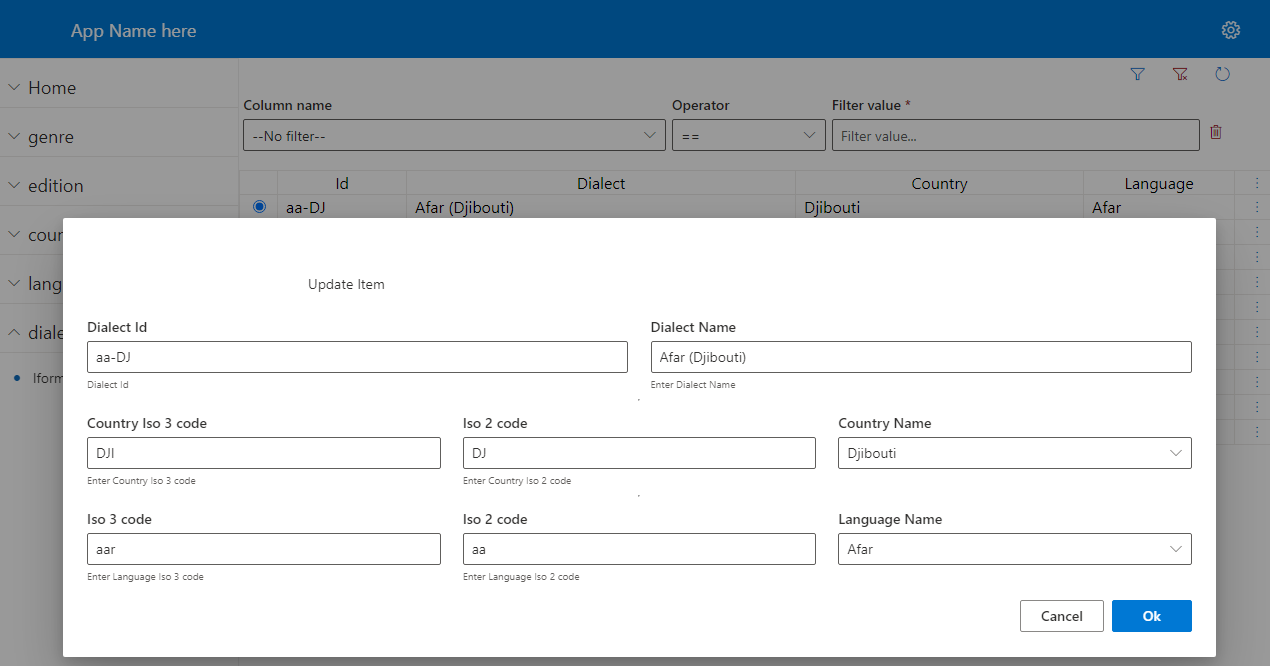 App Name here
Home
genre
edition
cour
lang
diale
Iform
Column name Operator Filter value *
--No filter-- == Filter value...
Id Dialect Country Language
aa-DJ Afar (Djibouti) Djibouti Afar
Update Item
Dialect Id Dialect Name
aa-DJ Afar (Djibouti)
Dialect Id Enter Dialect Name
Country Iso 3 code Iso 2 code Country Name
DJI DJ Djibouti
Enter Country Iso 3 code Enter Country Iso 2 code
Iso 3 code Iso 2 code Language Name
aar aa Afar
Enter Language Iso 3 code Enter Language Iso 2 code
Cancel Ok